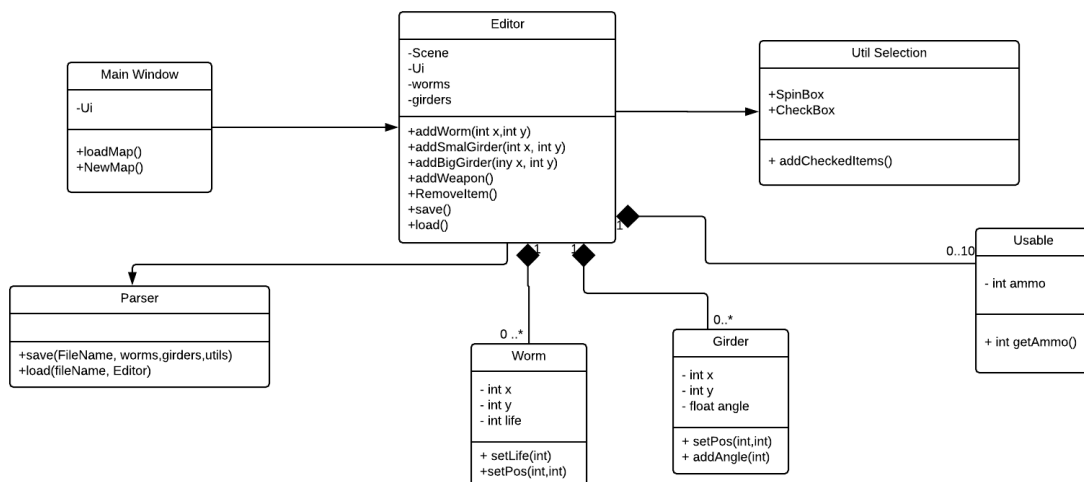 Main Window
-Ui
+loadMap()
+NewMap()
Editor
-Scene
-Ui
-worms
-girders
+addWorm(int x,int y)
+addSmalGirder(int x, int y)
+addBigGirder(iny x, int y)
+addWeapon()
+RemoveItem()
+save()
+load()
Util Selection
+SpinBox
+CheckBox
+ addCheckedItems()
1
1
1
0..10
Usable
- int ammo
+ int getAmmo()
Parser
+save(FileName, worms,girders,utils)
+load(fileName, Editor)
0 ..*
Worm
- int x
- int y
- int life
+ setLife(int)
+setPos(int,int)
0..*
Girder
- int x
- int y
- float angle
+ setPos(int,int)
+ addAngle(int)